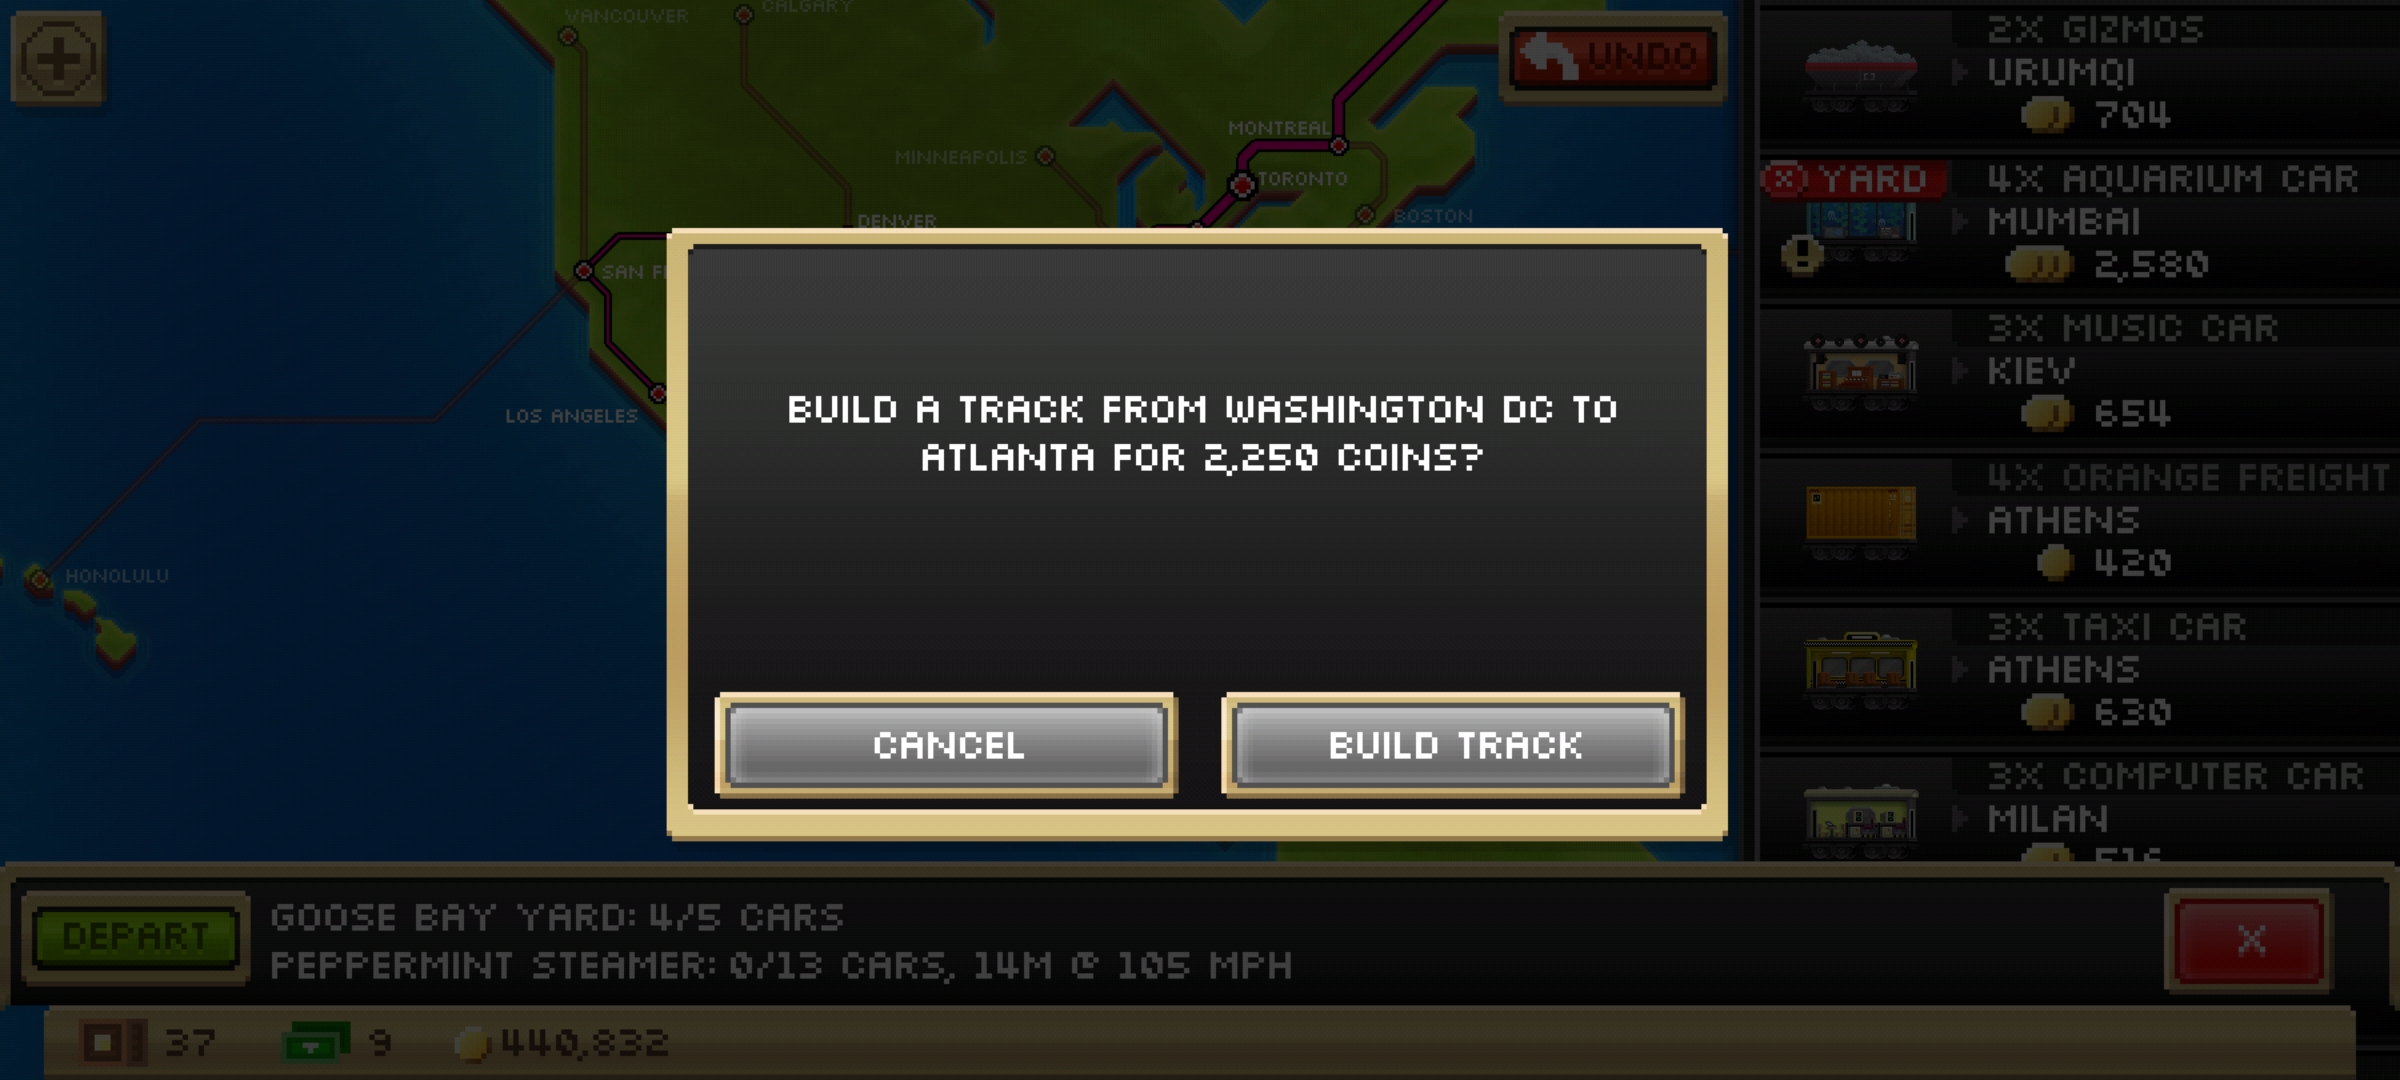 VANCOUVER
CALGARY
UNDO
MONTREAL
MINNEAPOLIS
TORONTO
DENVER
BOSTON
SAN F
LOS ANGELES
HONOLULU
BUILD A TRACK FROM WASHINGTON DC TO
ATLANTA FOR 2,250 COINS?
CANCEL
BUILD TRACK
2X GIZMOS
URUMQI
704
YARD
4X AQUARIUM CAR
MUMBAI
2,580
3X MUSIC CAR
KIEV
654
4X ORANGE FREIGHT
ATHENS
420
3X TAXI CAR
ATHENS
630
3X COMPUTER CAR
MILAN
DEPART
GOOSE BAY YARD: 4/5 CARS
PEPPERMINT STEAMER: 0/13 CARS, 14M @ 105 MPH
X
37
9
440,832